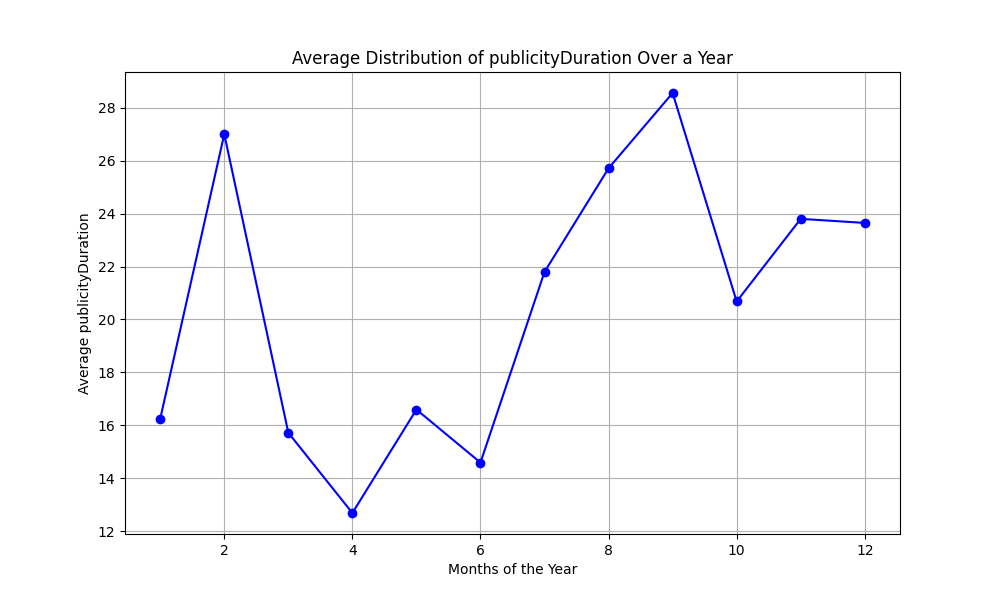 Average Distribution of publicityDuration Over a Year
28
26
24
22
20
18
16
14
12
Average publicityDuration
2 4 6 8 10 12
Months of the Year